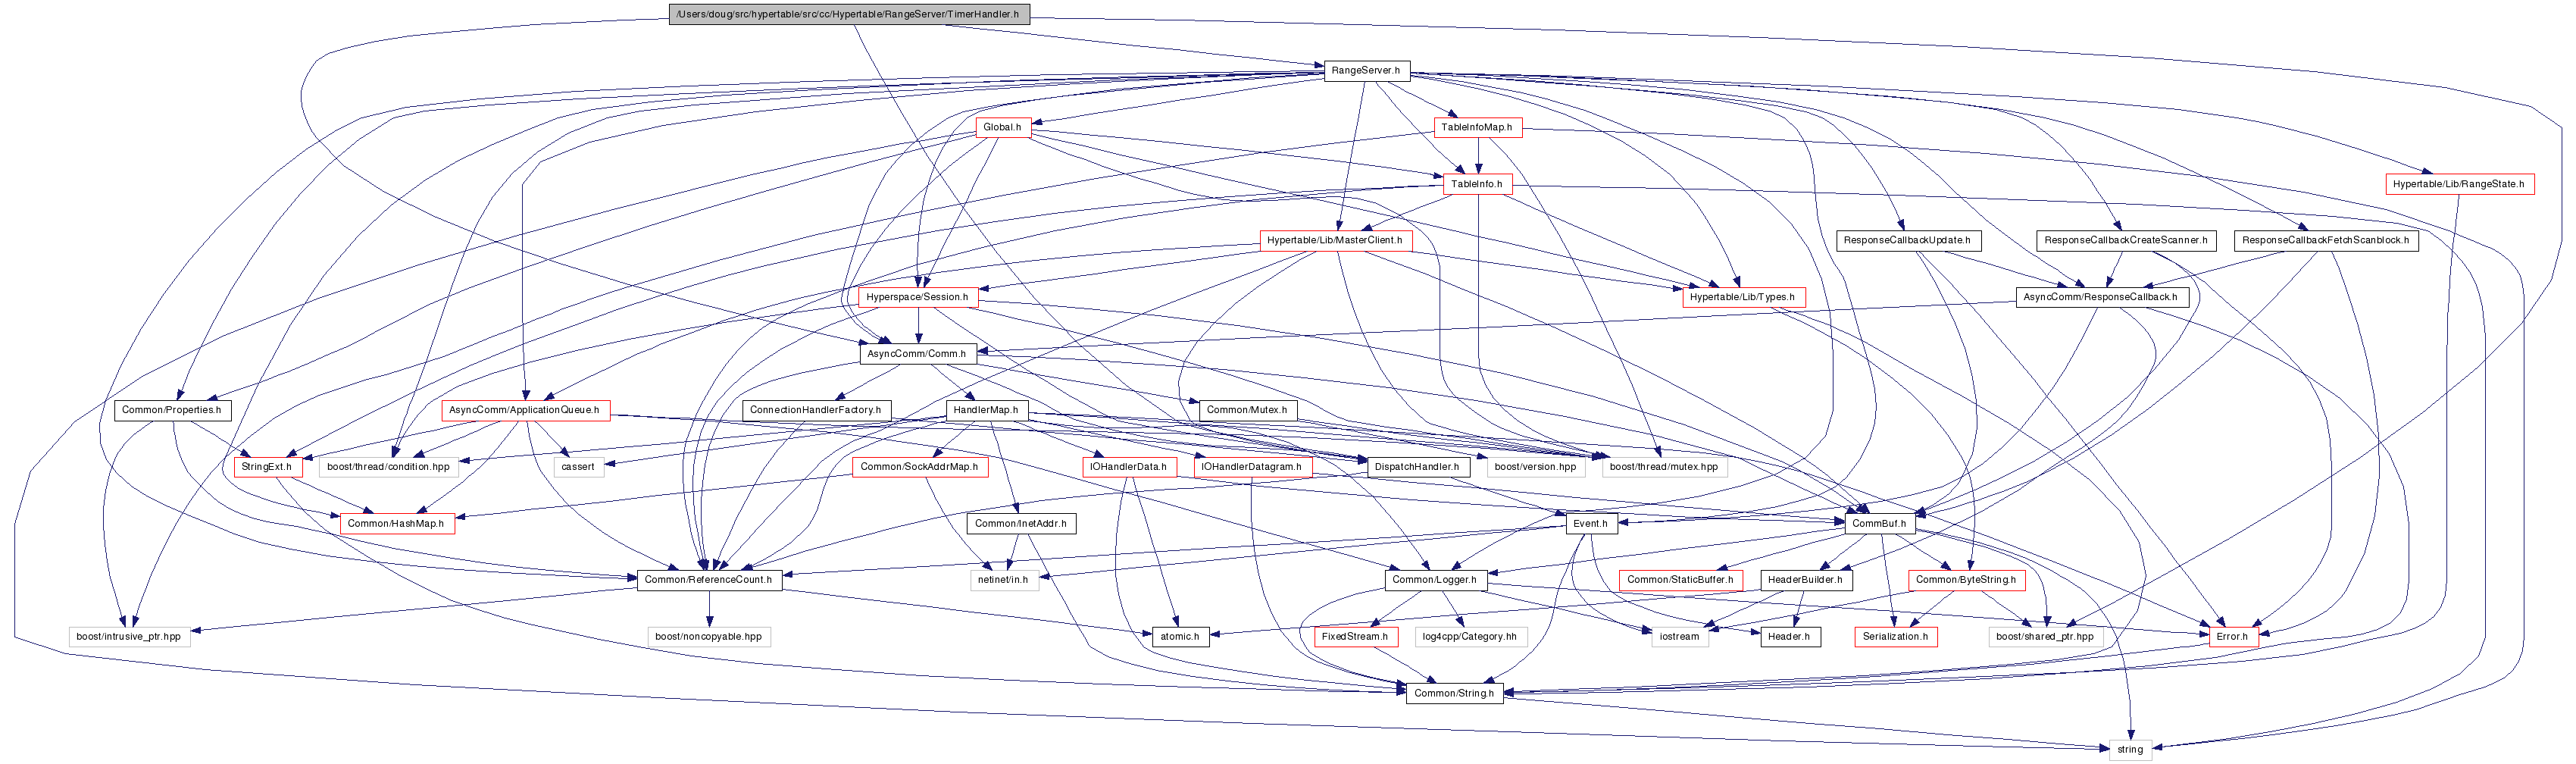 /Users/doug/src/hypertable/src/cc/Hypertable/RangeServer/TimerHandler.h
RangeServer.h
Global.h
TableInfoMap.h
TableInfo.h
Hypertable/Lib/RangeState.h
Hypertable/Lib/MasterClient.h
ResponseCallbackUpdate.h
ResponseCallbackCreateScanner.h
ResponseCallbackFetchScanblock.h
Hyperspace/Session.h
Hypertable/Lib/Types.h
AsyncComm/ResponseCallback.h
AsyncComm/Comm.h
Common/Properties.h
AsyncComm/ApplicationQueue.h
ConnectionHandlerFactory.h
HandlerMap.h
Common/Mutex.h
StringExt.h
boost/thread/condition.hpp
cassert
Common/SockAddrMap.h
IOHandlerData.h
IOHandlerDatagram.h
DispatchHandler.h
boost/version.hpp
boost/thread/mutex.hpp
Common/HashMap.h
Common/InetAddr.h
Event.h
CommBuf.h
Common/ReferenceCount.h
netinet/in.h
Common/Logger.h
Common/StaticBuffer.h
HeaderBuilder.h
Common/ByteString.h
boost/intrusive_ptr.hpp
boost/noncopyable.hpp
atomic.h
FixedStream.h
log4cpp/Category.hh
iostream
Header.h
Serialization.h
boost/shared_ptr.hpp
Error.h
Common/String.h
string